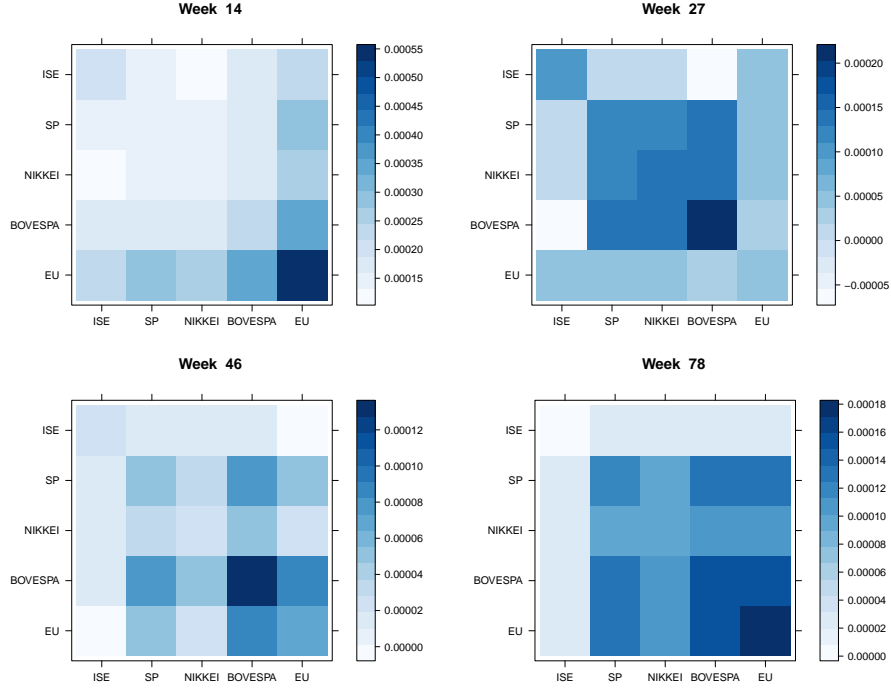 Week 14
Week 27
ISE
SP
NIKKEI
BOVESPA
EU
ISE SP NIKKEI BOVESPA EU
0.00055
0.00050
0.00045
0.00040
0.00035
0.00030
0.00025
0.00020
0.00015
ISE
SP
NIKKEI
BOVESPA
EU
ISE SP NIKKEI BOVESPA EU
0.00020
0.00015
0.00010
0.00005
0.00000
−0.00005
Week 46
Week 78
ISE
SP
NIKKEI
BOVESPA
EU
ISE SP NIKKEI BOVESPA EU
0.00012
0.00010
0.00008
0.00006
0.00004
0.00002
0.00000
ISE
SP
NIKKEI
BOVESPA
EU
ISE SP NIKKEI BOVESPA EU
0.00018
0.00016
0.00014
0.00012
0.00010
0.00008
0.00006
0.00004
0.00002
0.00000